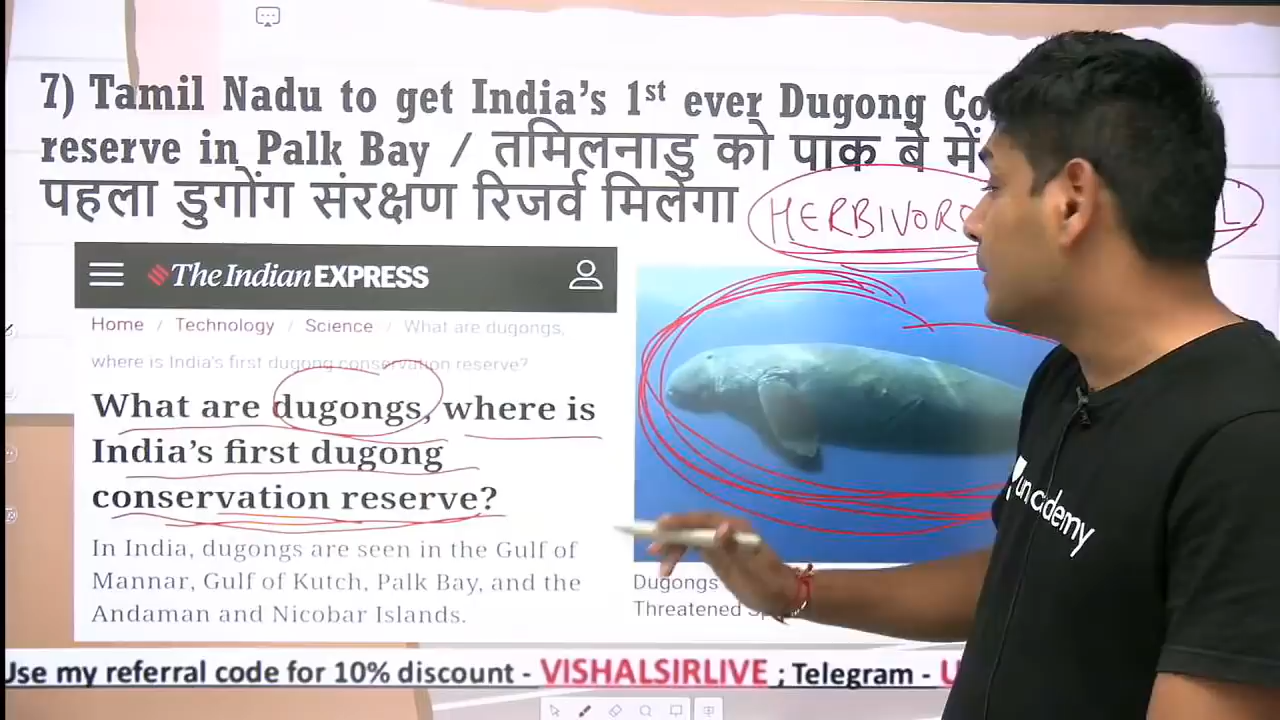 7) Tamil Nadu to get India's 1st ever Dugong
reserve in Palk Bay / तमिलनाडु को पाक बे में
पहला डुगोंग संरक्षण रिजर्व मिलेगा
The Indian EXPRESS
Home / Technology / Science / What are dugongs,
where is India's first dugong conservation reserve?
What are dugongs, where is
India's first dugong
conservation reserve?
In India, dugongs are seen in the Gulf of
Mannar, Gulf of Kutch, Palk Bay, and the
Andaman and Nicobar Islands.
Dugongs
Threatened
unacademy
Use my referral code for 10% discount - VISHALSIRLIVE ; Telegram -